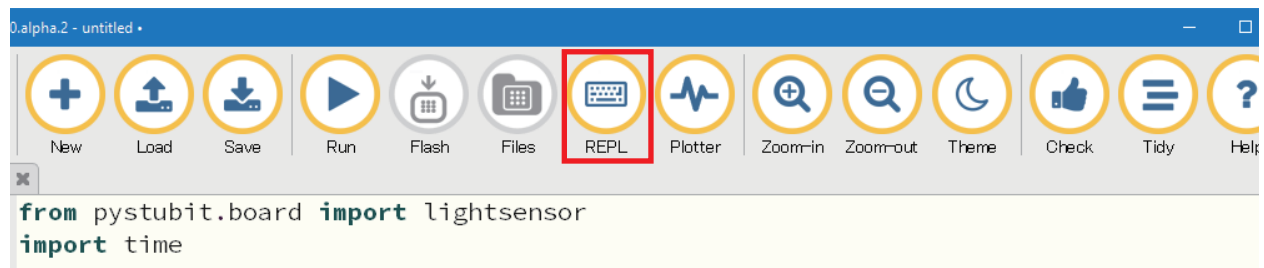 0.alpha.2 - untitled •
New Load Save Run Flash Files REPL Plotter Zoom-in Zoom-out Theme Check Tidy Help
from pystubit.board import lightsensor
import time